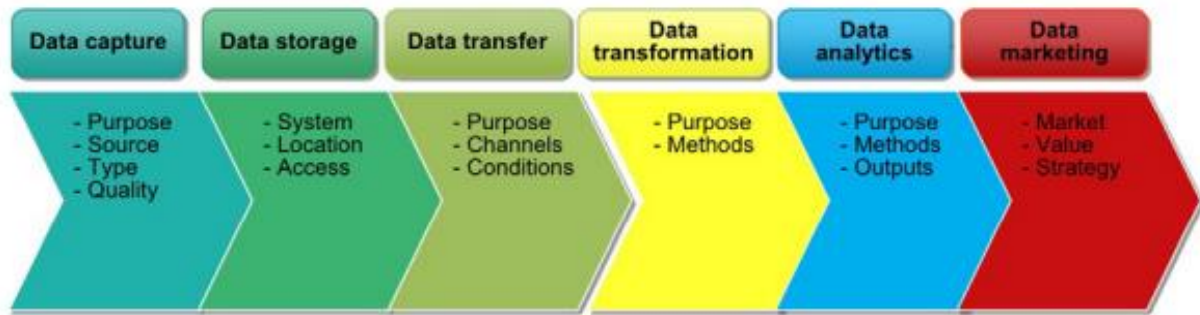 Data capture
Data storage
Data transfer
Data
transformation
Data
analytics
Data
marketing
- Purpose
- Source
- Type
- Quality
- System
- Location
- Access
- Purpose
- Channels
- Conditions
- Purpose
- Methods
- Purpose
- Methods
- Outputs
- Market
- Value
- Strategy